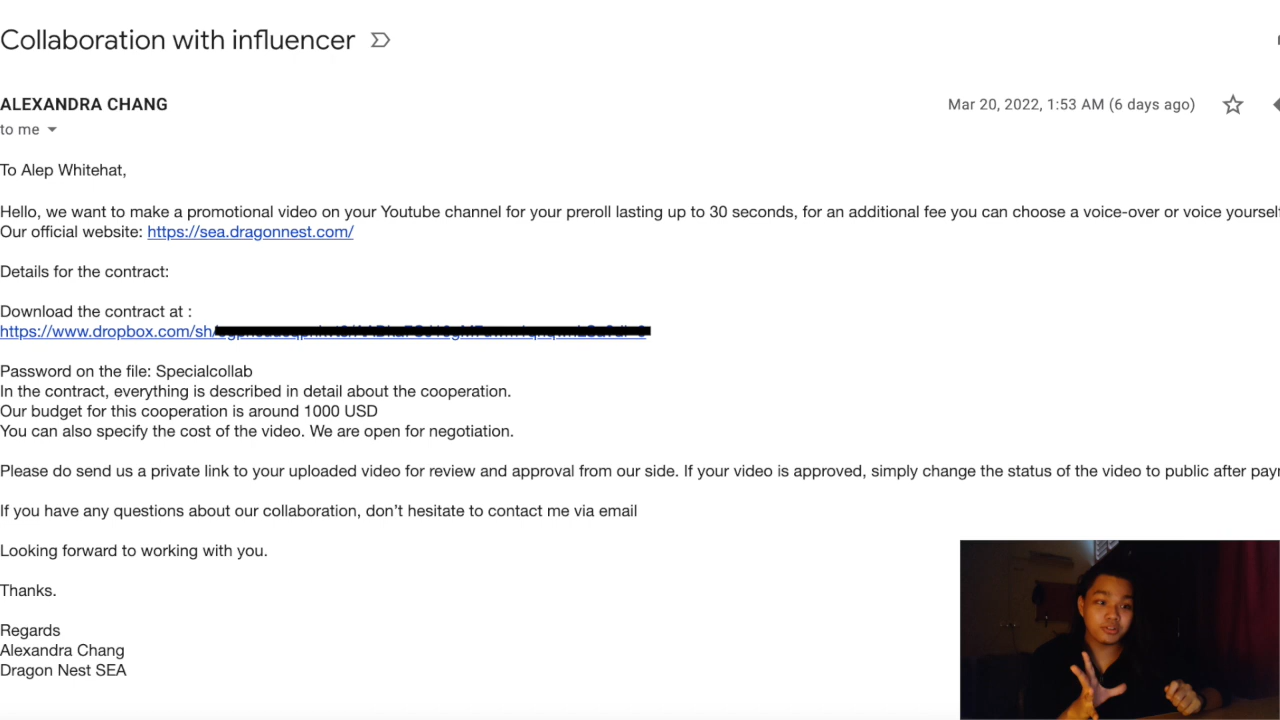 Collaboration with influencer
ALEXANDRA CHANG
Mar 20, 2022, 1:53 AM (6 days ago)
to me
To Alep Whitehat,
Hello, we want to make a promotional video on your Youtube channel for your preroll lasting up to 30 seconds, for an additional fee you can choose a voice-over or voice
Our official website: https://sea.dragonnest.com/
Details for the contract:
Download the contract at :
https://www.dropbox.com/sh/
Password on the file: Specialcollab
In the contract, everything is described in detail about the cooperation.
Our budget for this cooperation is around 1000 USD
You can also specify the cost of the video. We are open for negotiation.
Please do send us a private link to your uploaded video for review and approval from our side. If your video is approved, simply change the status of the video to public after
If you have any questions about our collaboration, don’t hesitate to contact me via email
Looking forward to working with you.
Thanks.
Regards
Alexandra Chang
Dragon Nest SEA